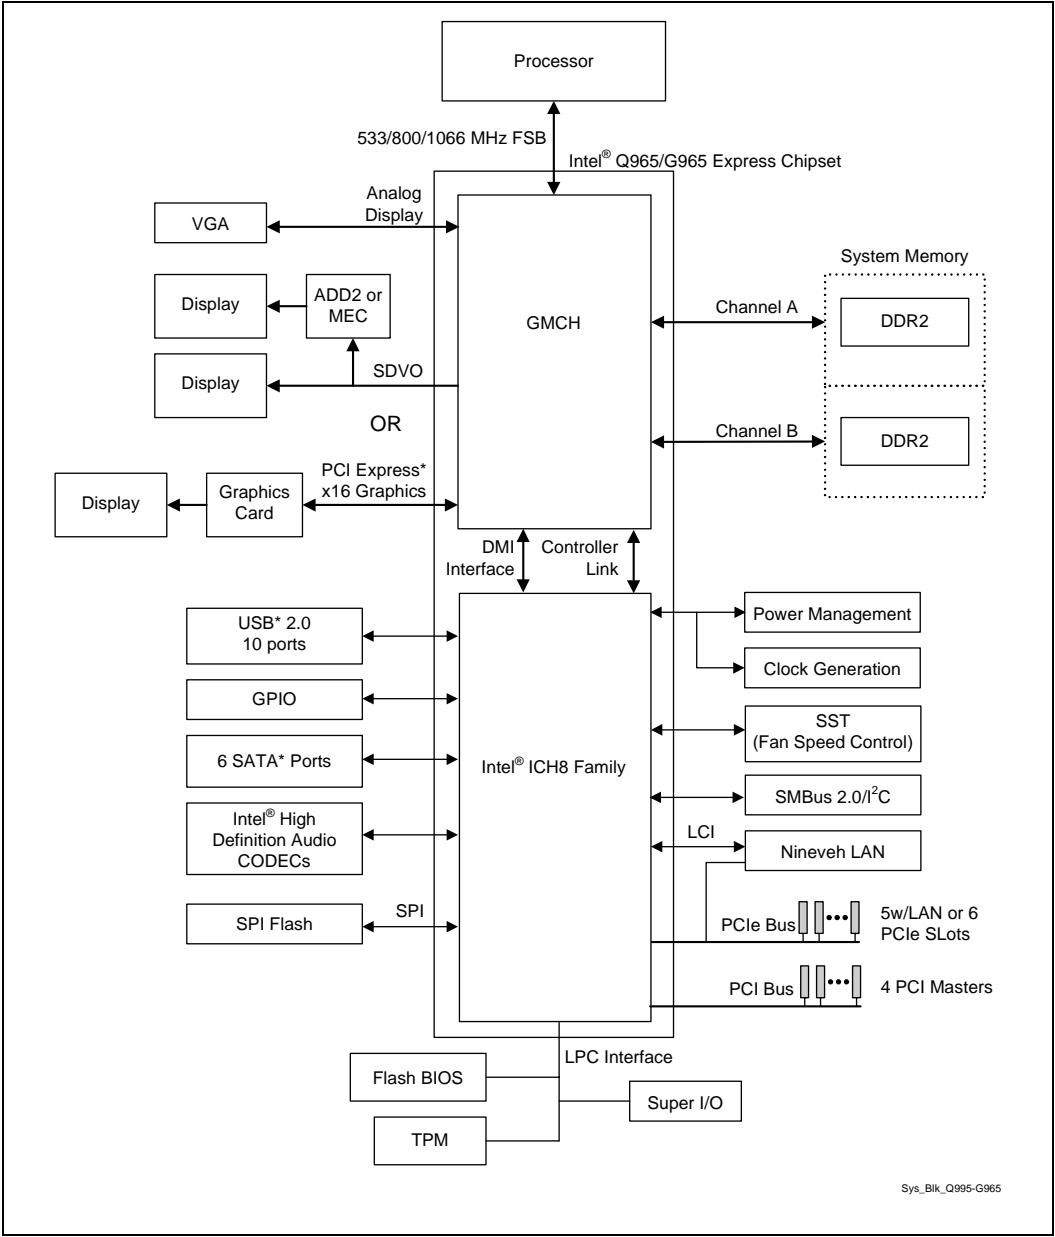 Processor
533/800/1066 MHz FSB
Intel® Q965/G965 Express Chipset
Analog
Display
VGA
System Memory
Display
ADD2 or
MEC
GMCH
Channel A
DDR2
Display
SDVO
OR
Channel B
DDR2
PCI Express*
x16 Graphics
Display
Graphics
Card
DMI
Interface
Controller
Link
USB* 2.0
10 ports
Power Management
GPIO
Clock Generation
6 SATA* Ports
Intel® ICH8 Family
SST
(Fan Speed Control)
Intel® High
Definition Audio
CODECs
SMBus 2.0/I²C
LCI
Nineveh LAN
SPI Flash
SPI
PCIe Bus
5w/LAN or 6
PCIe SLots
PCI Bus
4 PCI Masters
LPC Interface
Flash BIOS
Super I/O
TPM
Sys_Blk_Q995-G965